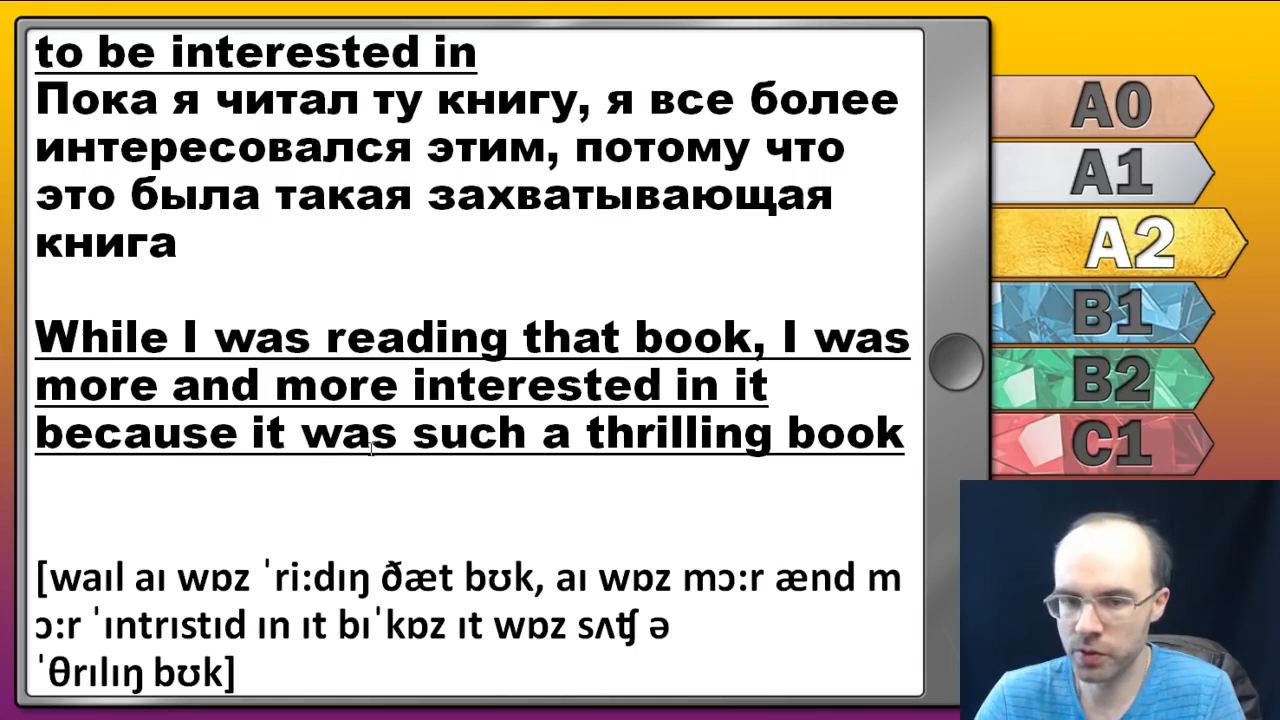 to be interested in
Пока я читал ту книгу, я все более
интересовался этим, потому что
это была такая захватывающая
книга
While I was reading that book, I was
more and more interested in it
because it was such a thrilling book
[waɪl aɪ wɒz ˈriːdɪŋ ðæt bʊk, aɪ wɒz mɔːr ænd m
ɔːr ˈɪntrɪstɪd ɪn ɪt bɪˈkɒz ɪt wɒz sʌʧ ə
ˈθrɪlɪŋ bʊk]
A0
A1
A2
B1
B2
C1